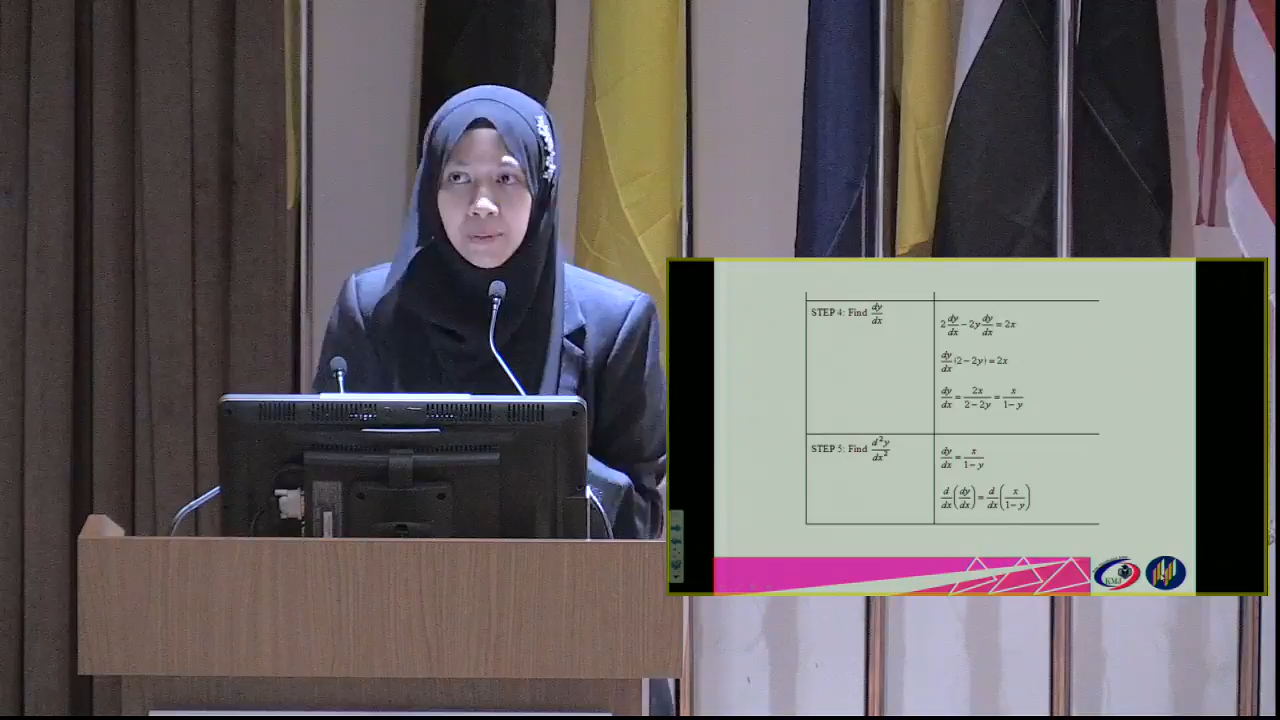 STEP 4: Find dy/dx
2 dy/dx − 2y dy/dx = 2x
dy/dx (2 − 2y) = 2x
dy/dx = 2x/(2 − 2y) = x/(1 − y)
STEP 5: Find d²y/dx²
dy/dx = x/(1 − y)
d/dx (dy/dx) = d/dx (x/(1 − y))
KMJ